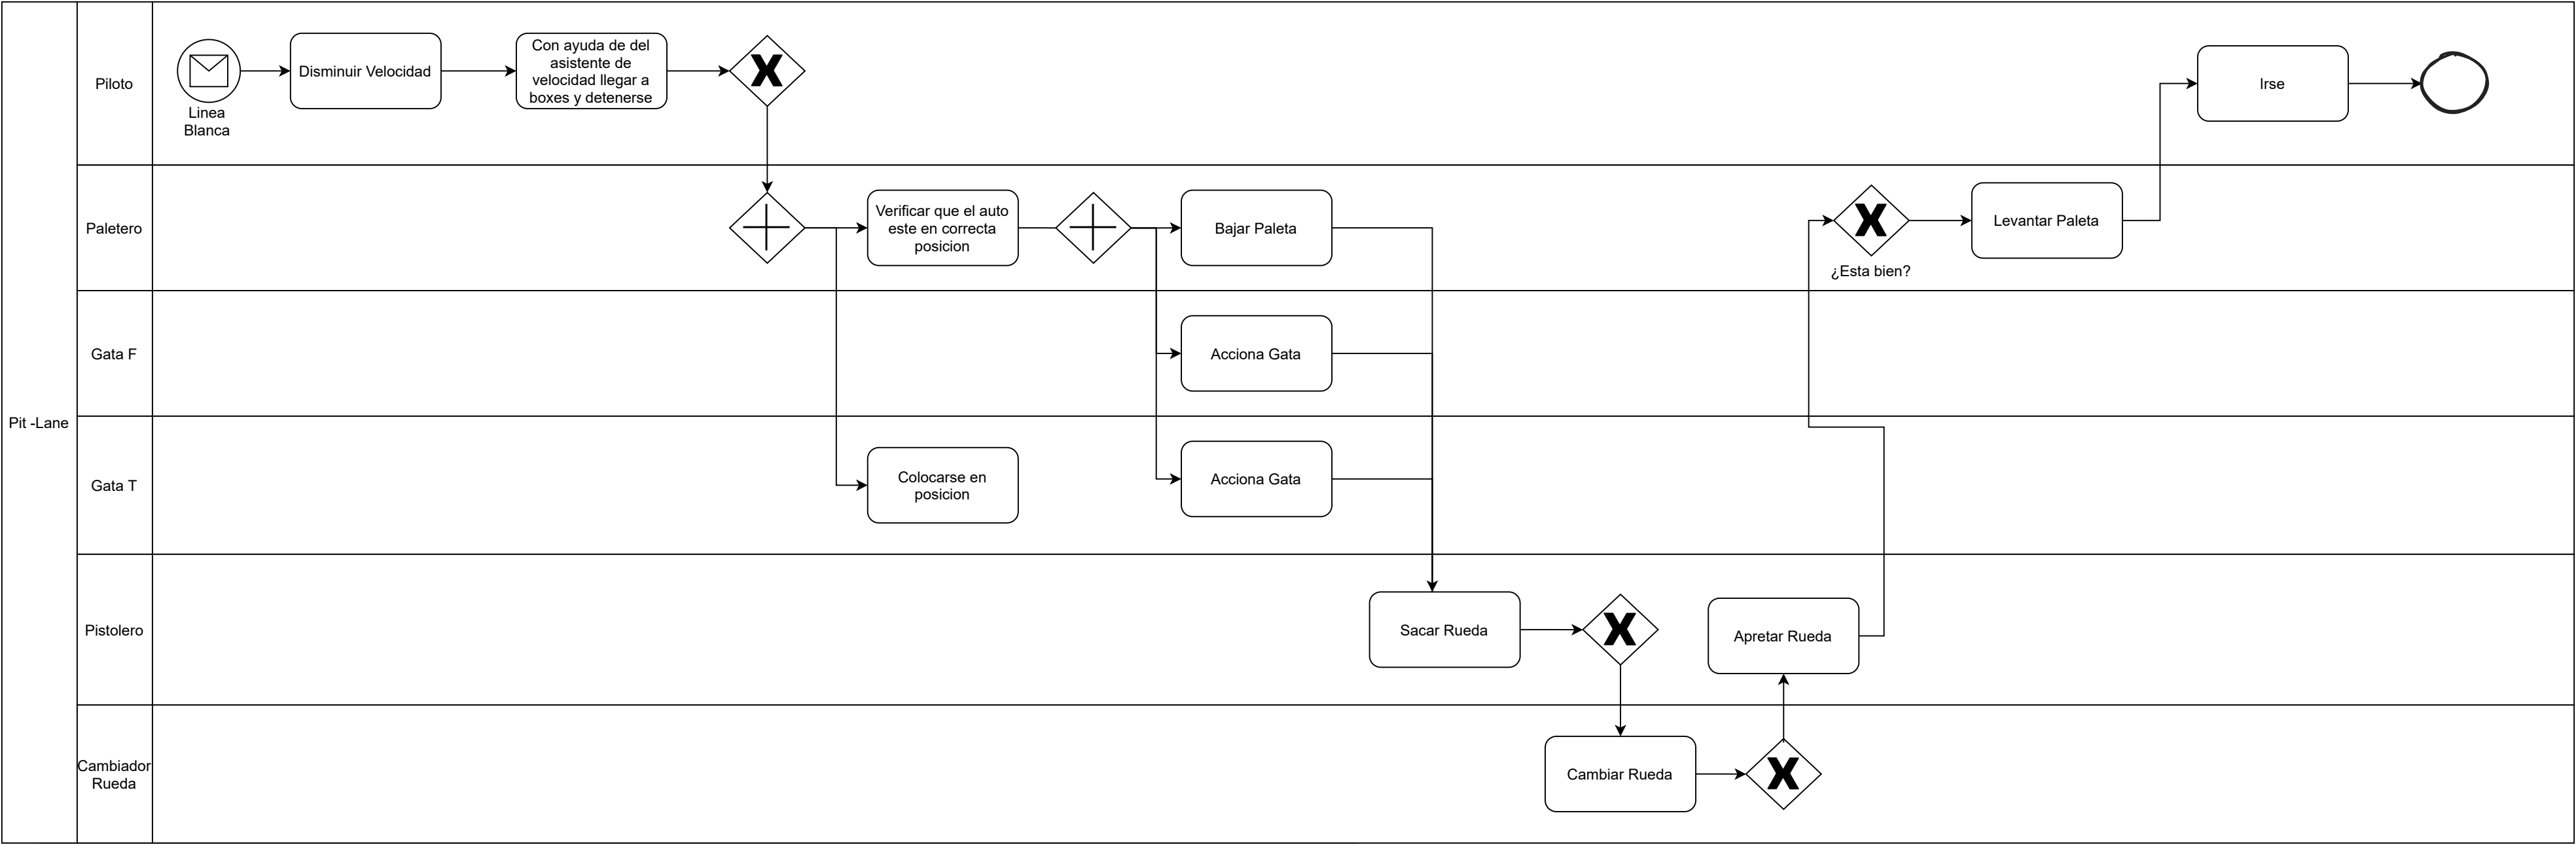 Pit -Lane
Piloto
Linea
Blanca
Disminuir Velocidad
Con ayuda de del
asistente de
velocidad llegar a
boxes y detenerse
Irse
Paletero
Verificar que el auto
este en correcta
posicion
Bajar Paleta
¿Esta bien?
Levantar Paleta
Gata F
Acciona Gata
Gata T
Colocarse en
posicion
Acciona Gata
Pistolero
Sacar Rueda
Apretar Rueda
Cambiador
Rueda
Cambiar Rueda